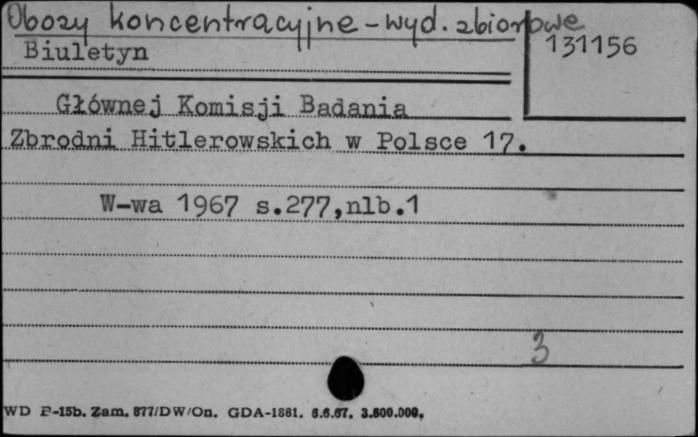 Obozy koncentracyjne - wyd. zbiorowe
131156
Biuletyn
Głównej Komisji Badania
Zbrodni Hitlerowskich w Polsce 17.
W-wa 1967 s.277,nlb.1
3
WD P-15b. Zam. 877/DW/On. GDA-1881. 6.6.67. 3.600.000.